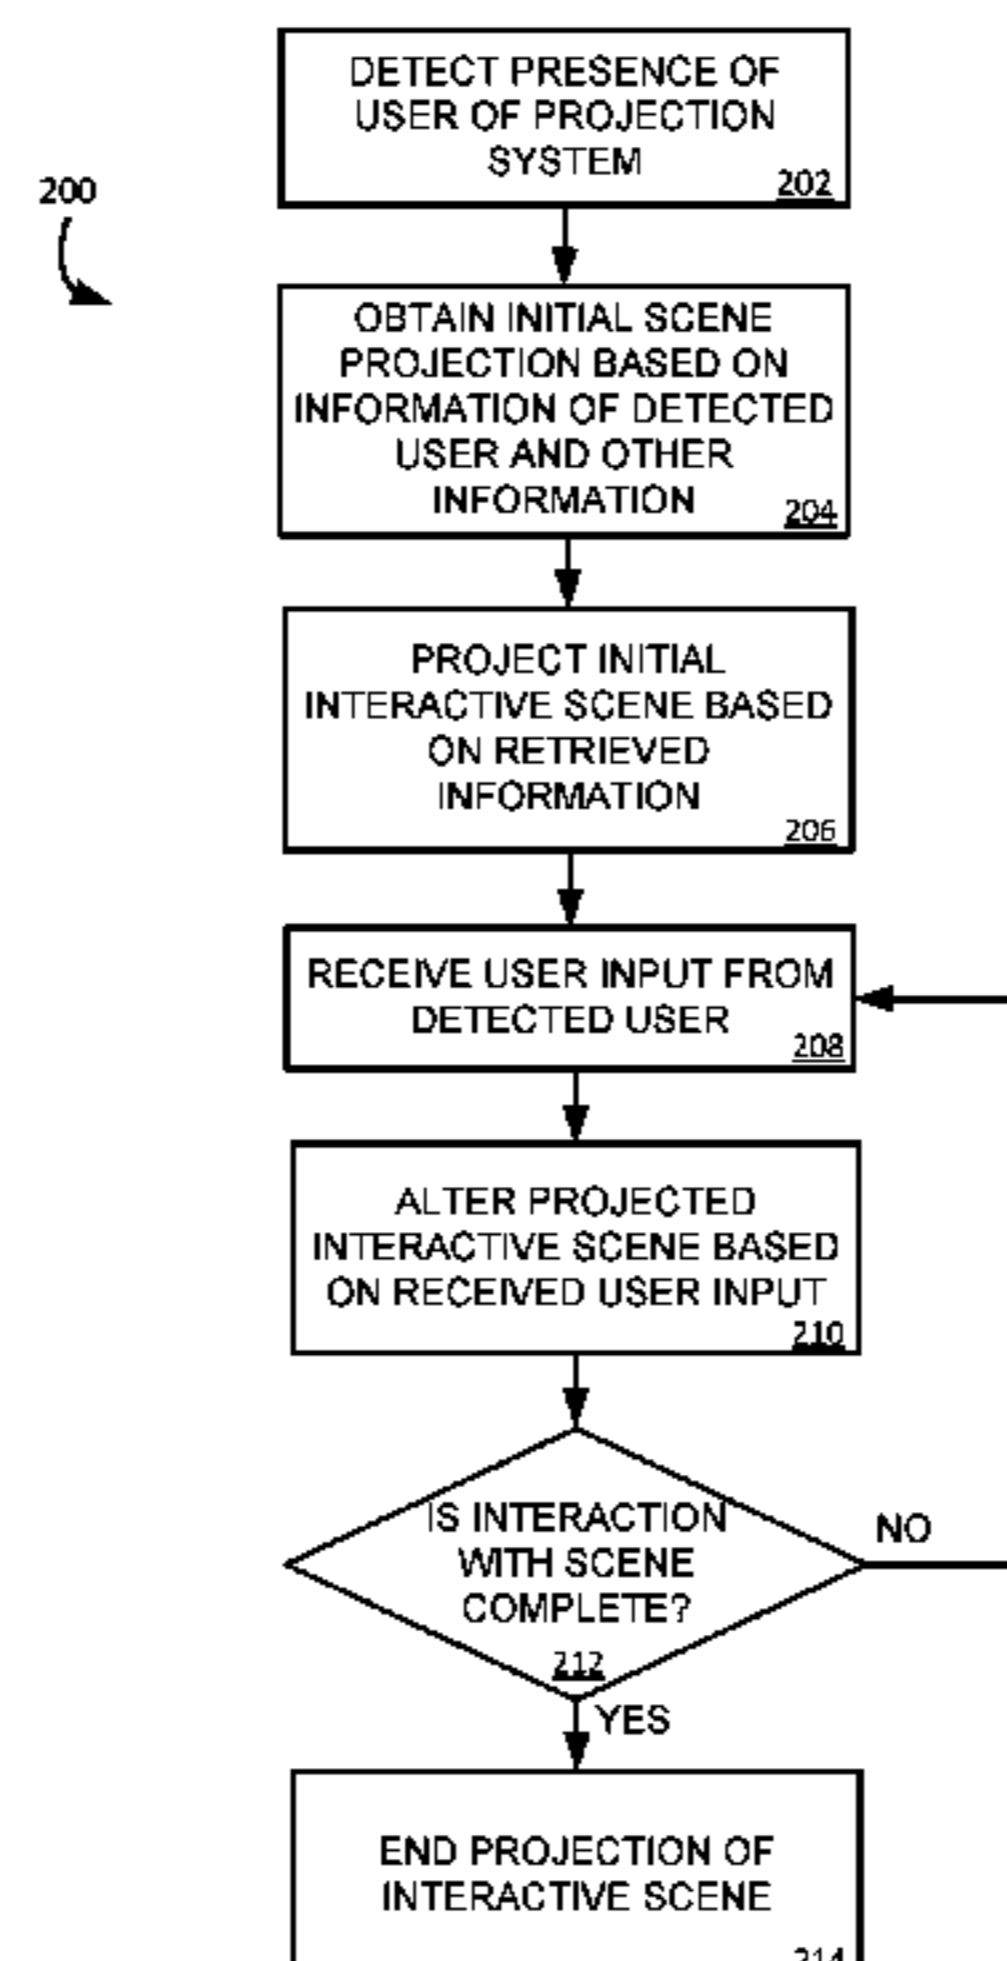 DETECT PRESENCE OF
USER OF PROJECTION
SYSTEM
202
200
OBTAIN INITIAL SCENE
PROJECTION BASED ON
INFORMATION OF DETECTED
USER AND OTHER
INFORMATION
204
PROJECT INITIAL
INTERACTIVE SCENE BASED
ON RETRIEVED
INFORMATION
206
RECEIVE USER INPUT FROM
DETECTED USER
208
ALTER PROJECTED
INTERACTIVE SCENE BASED
ON RECEIVED USER INPUT
210
IS INTERACTION
WITH SCENE
COMPLETE?
212
NO
YES
END PROJECTION OF
INTERACTIVE SCENE
214